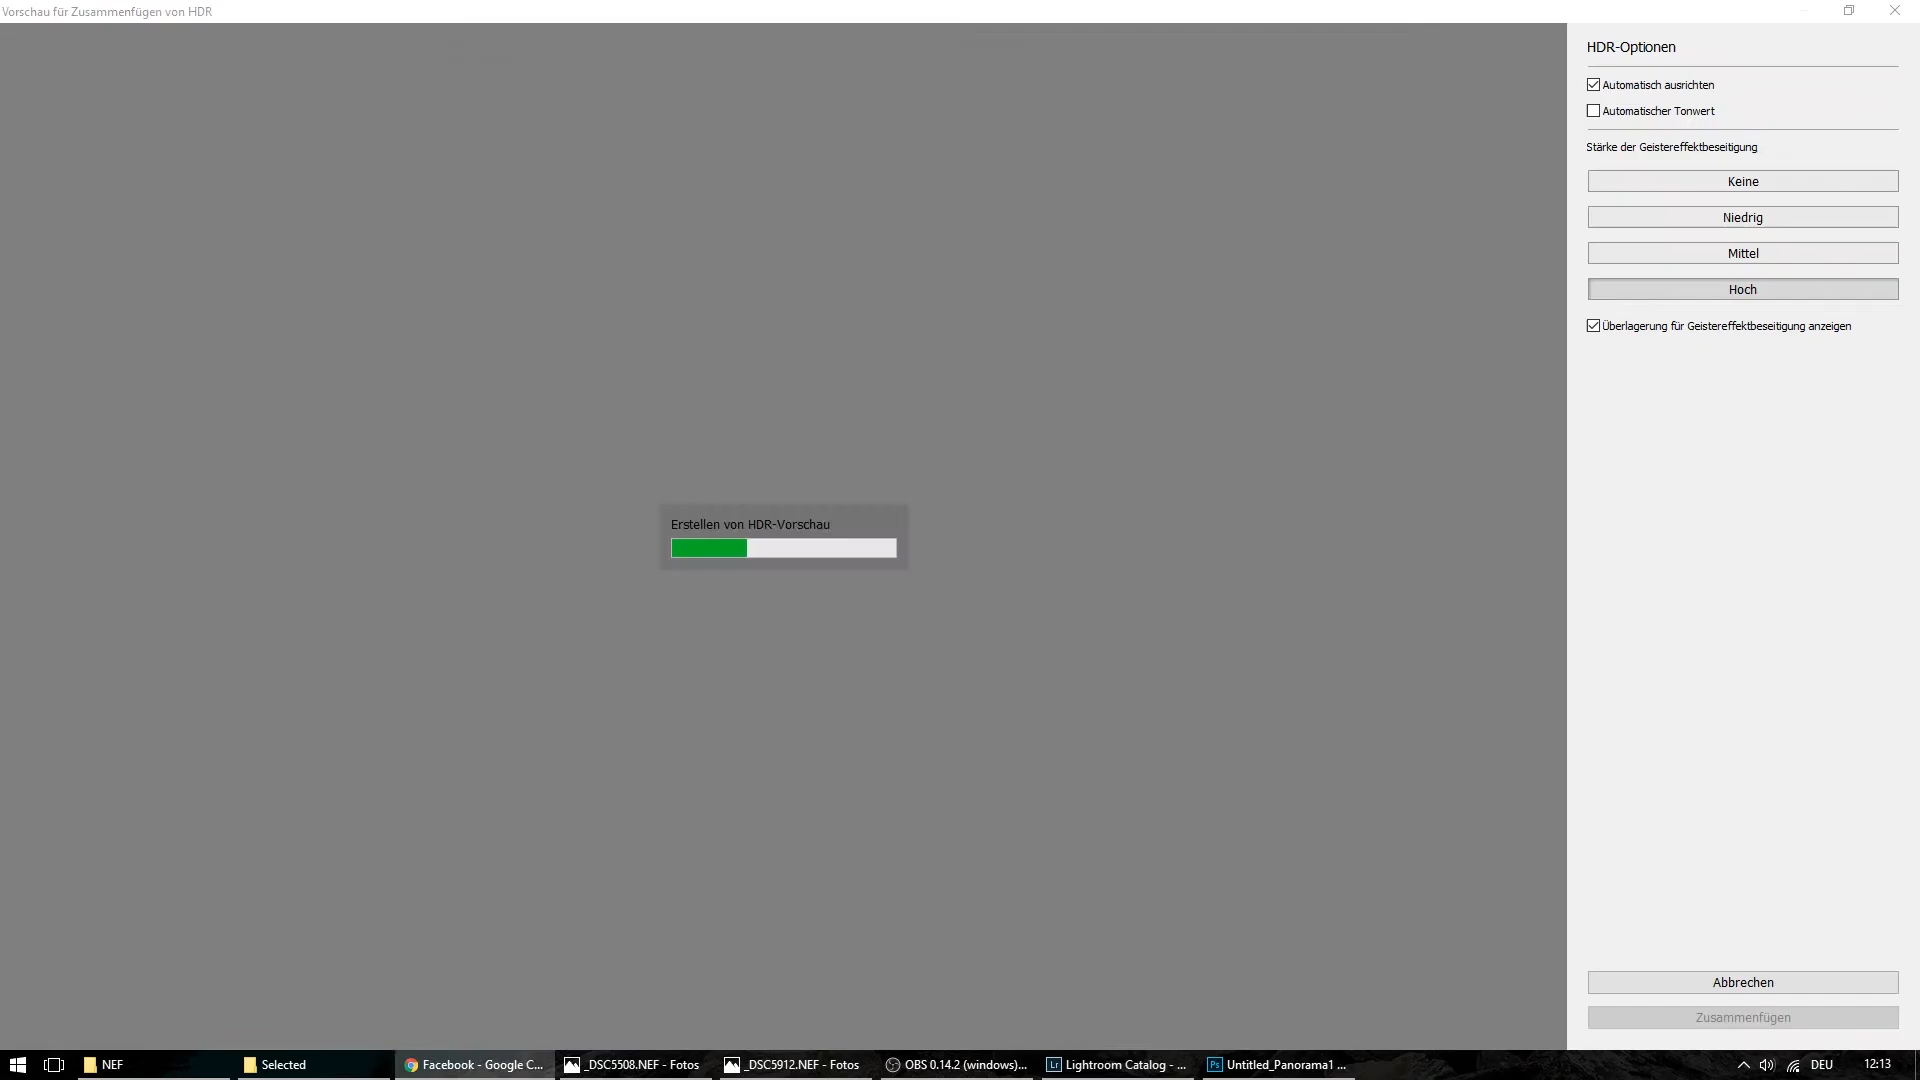 Vorschau für Zusammenfügen von HDR
HDR-Optionen
Automatisch ausrichten
Automatischer Tonwert
Stärke der Geistereffektbeseitigung
Keine
Niedrig
Mittel
Hoch
Überlagerung für Geistereffektbeseitigung anzeigen
Erstellen von HDR-Vorschau
Abbrechen
Zusammenfügen
NEF
Selected
Facebook - Google C...
_DSC5508.NEF - Fotos
_DSC5912.NEF - Fotos
OBS 0.14.2 (windows)...
Lr Lightroom Catalog - ...
Ps Untitled_Panorama1 ...
DEU
12:13